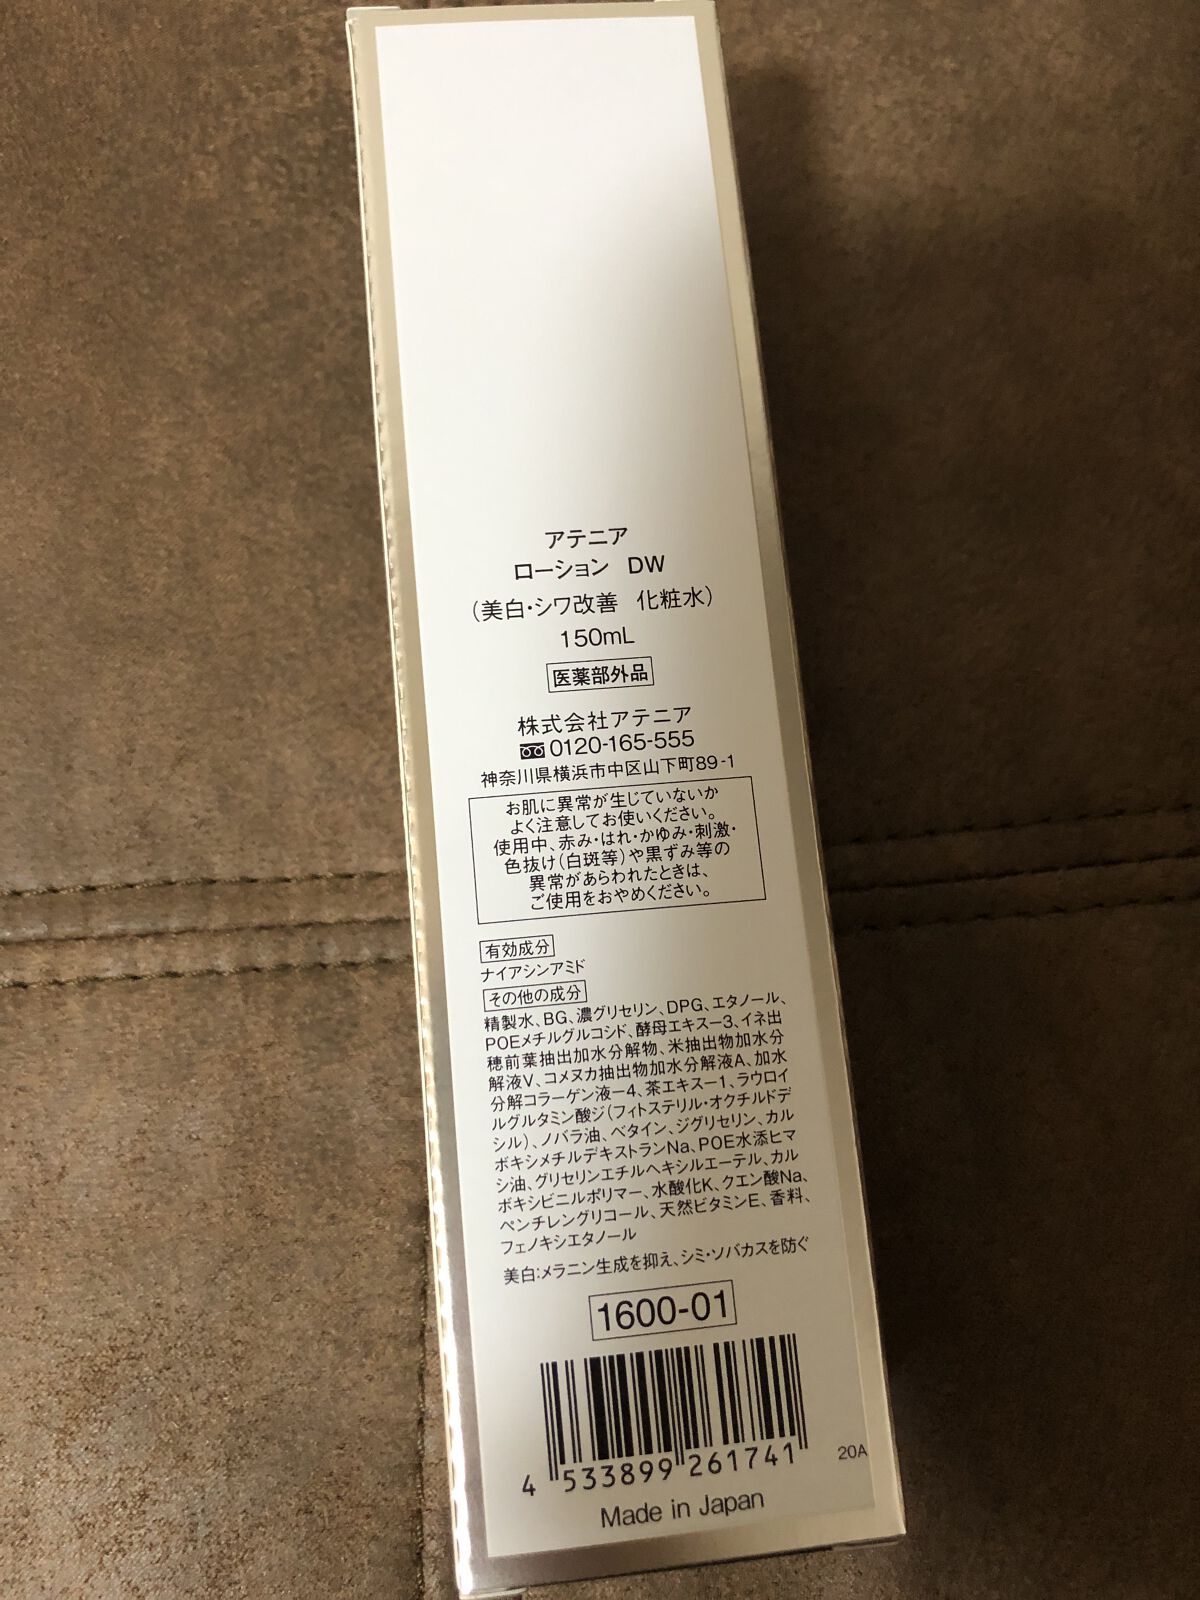 アテニア
ローション DW
(美白・シワ改善 化粧水)
150mL
医薬部外品
株式会社アテニア
0120-165-555
神奈川県横浜市中区山下町89-1
お肌に異常が生じていないか
よく注意してお使いください。
使用中、赤み・はれ・かゆみ・刺激・
色抜け(白斑等)や黒ずみ等の
異常があらわれたときは、
ご使用をおやめください。
有効成分
ナイアシンアミド
その他の成分
精製水、BG、濃グリセリン、DPG、エタノール、
POEメチルグルコシド、酵母エキス−3、イネ出
穂前葉抽出加水分解物、米抽出物加水分
解液V、コメヌカ抽出物加水分解液A、加水
分解コラーゲン液−4、茶エキス−1、ラウロイ
ルグルタミン酸ジ(フィトステリル・オクチルドデ
シル)、ノバラ油、ベタイン、ジグリセリン、カル
ボキシメチルデキストランNa、POE水添ヒマ
シ油、グリセリンエチルヘキシルエーテル、カル
ボキシビニルポリマー、水酸化K、クエン酸Na、
ペンチレングリコール、天然ビタミンE、香料、
フェノキシエタノール
美白:メラニン生成を抑え、シミ・ソバカスを防ぐ
1600-01
4 533899 261741
20A
Made in Japan